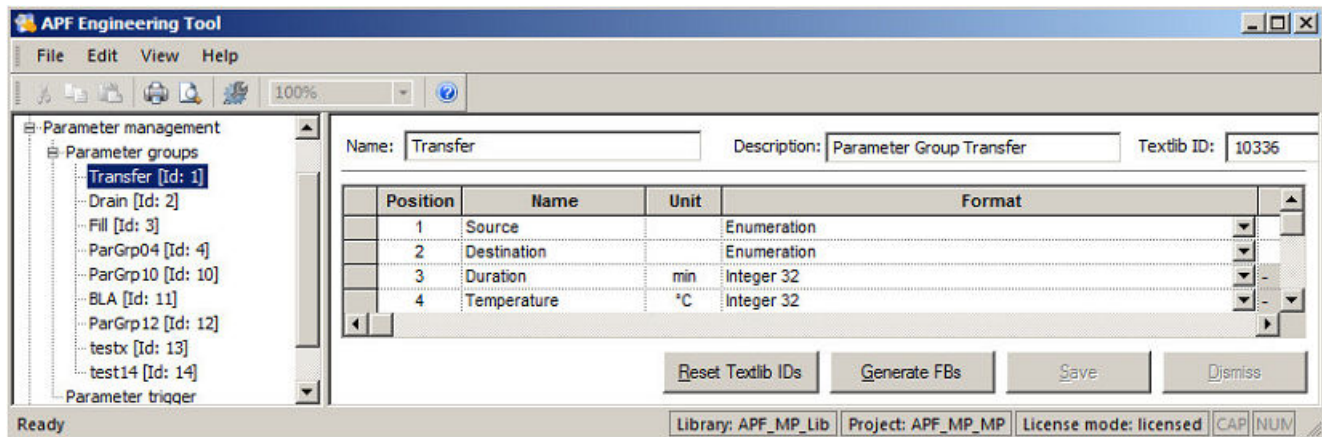 APF Engineering Tool
File Edit View Help
100%
Parameter management
Parameter groups
Transfer [Id: 1]
Drain [Id: 2]
Fill [Id: 3]
ParGrp04 [Id: 4]
ParGrp10 [Id: 10]
BLA [Id: 11]
ParGrp12 [Id: 12]
testx [Id: 13]
test14 [Id: 14]
Parameter trigger
Name: Transfer Description: Parameter Group Transfer Textlib ID: 10336
Position Name Unit Format
1 Source Enumeration
2 Destination Enumeration
3 Duration min Integer 32 -
4 Temperature °C Integer 32 -
Reset Textlib IDs Generate FBs Save Dismiss
Ready Library: APF_MP_Lib Project: APF_MP_MP License mode: licensed CAP NUM